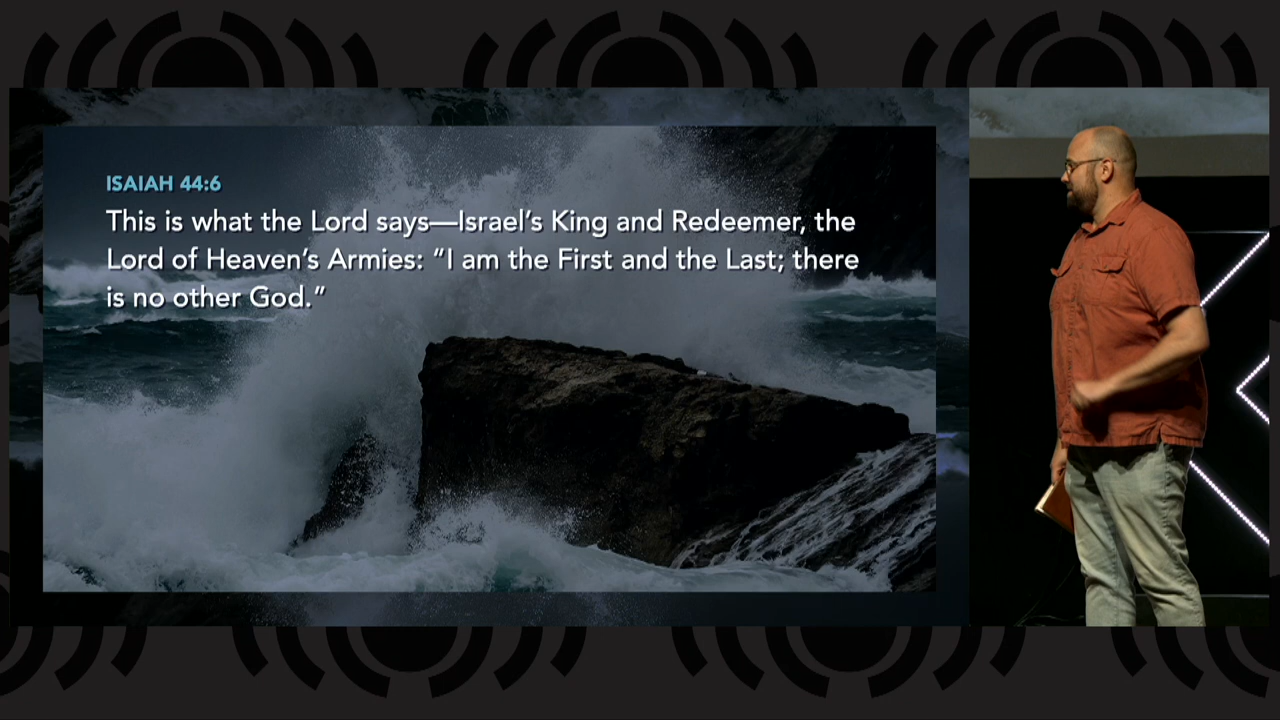 ISAIAH 44:6
This is what the Lord says—Israel’s King and Redeemer, the
Lord of Heaven’s Armies: “I am the First and the Last; there
is no other God.”